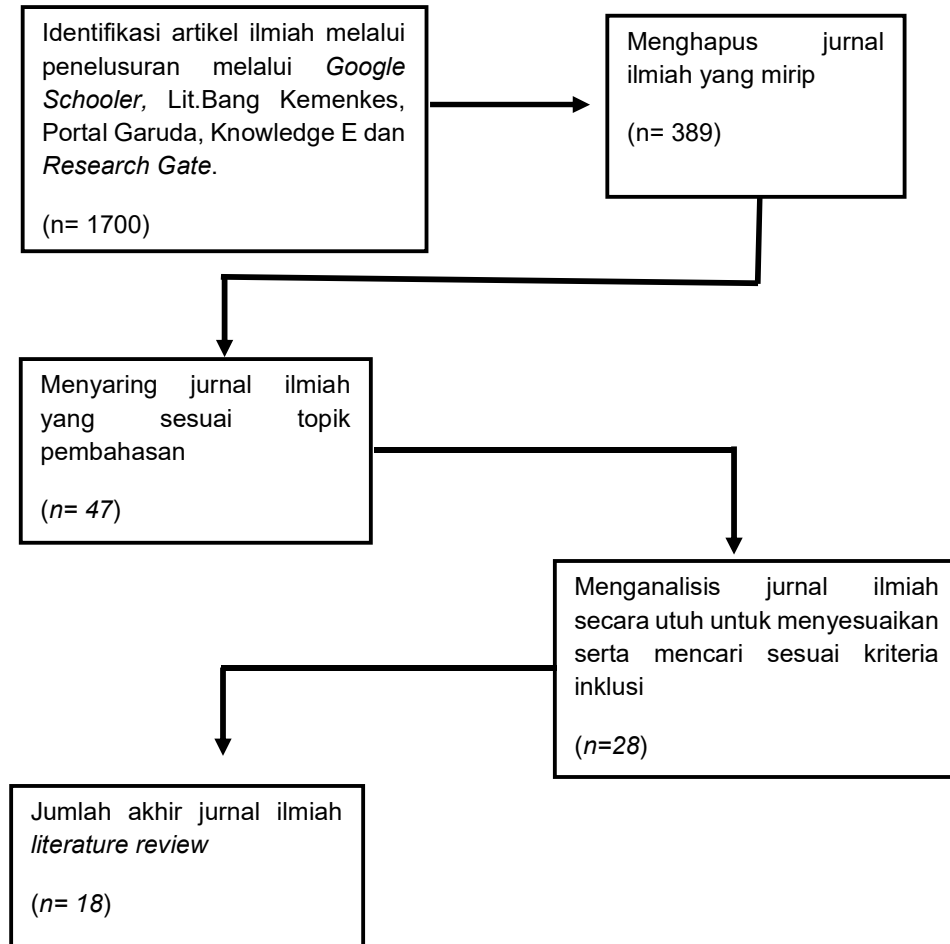 Identifikasi artikel ilmiah melalui
penelusuran melalui Google
Schooler, Lit.Bang Kemenkes,
Portal Garuda, Knowledge E dan
Research Gate.
(n= 1700)
Menghapus jurnal
ilmiah yang mirip
(n= 389)
Menyaring jurnal ilmiah
yang sesuai topik
pembahasan
(n= 47)
Menganalisis jurnal ilmiah
secara utuh untuk menyesuaikan
serta mencari sesuai kriteria
inklusi
(n=28)
Jumlah akhir jurnal ilmiah
literature review
(n= 18)